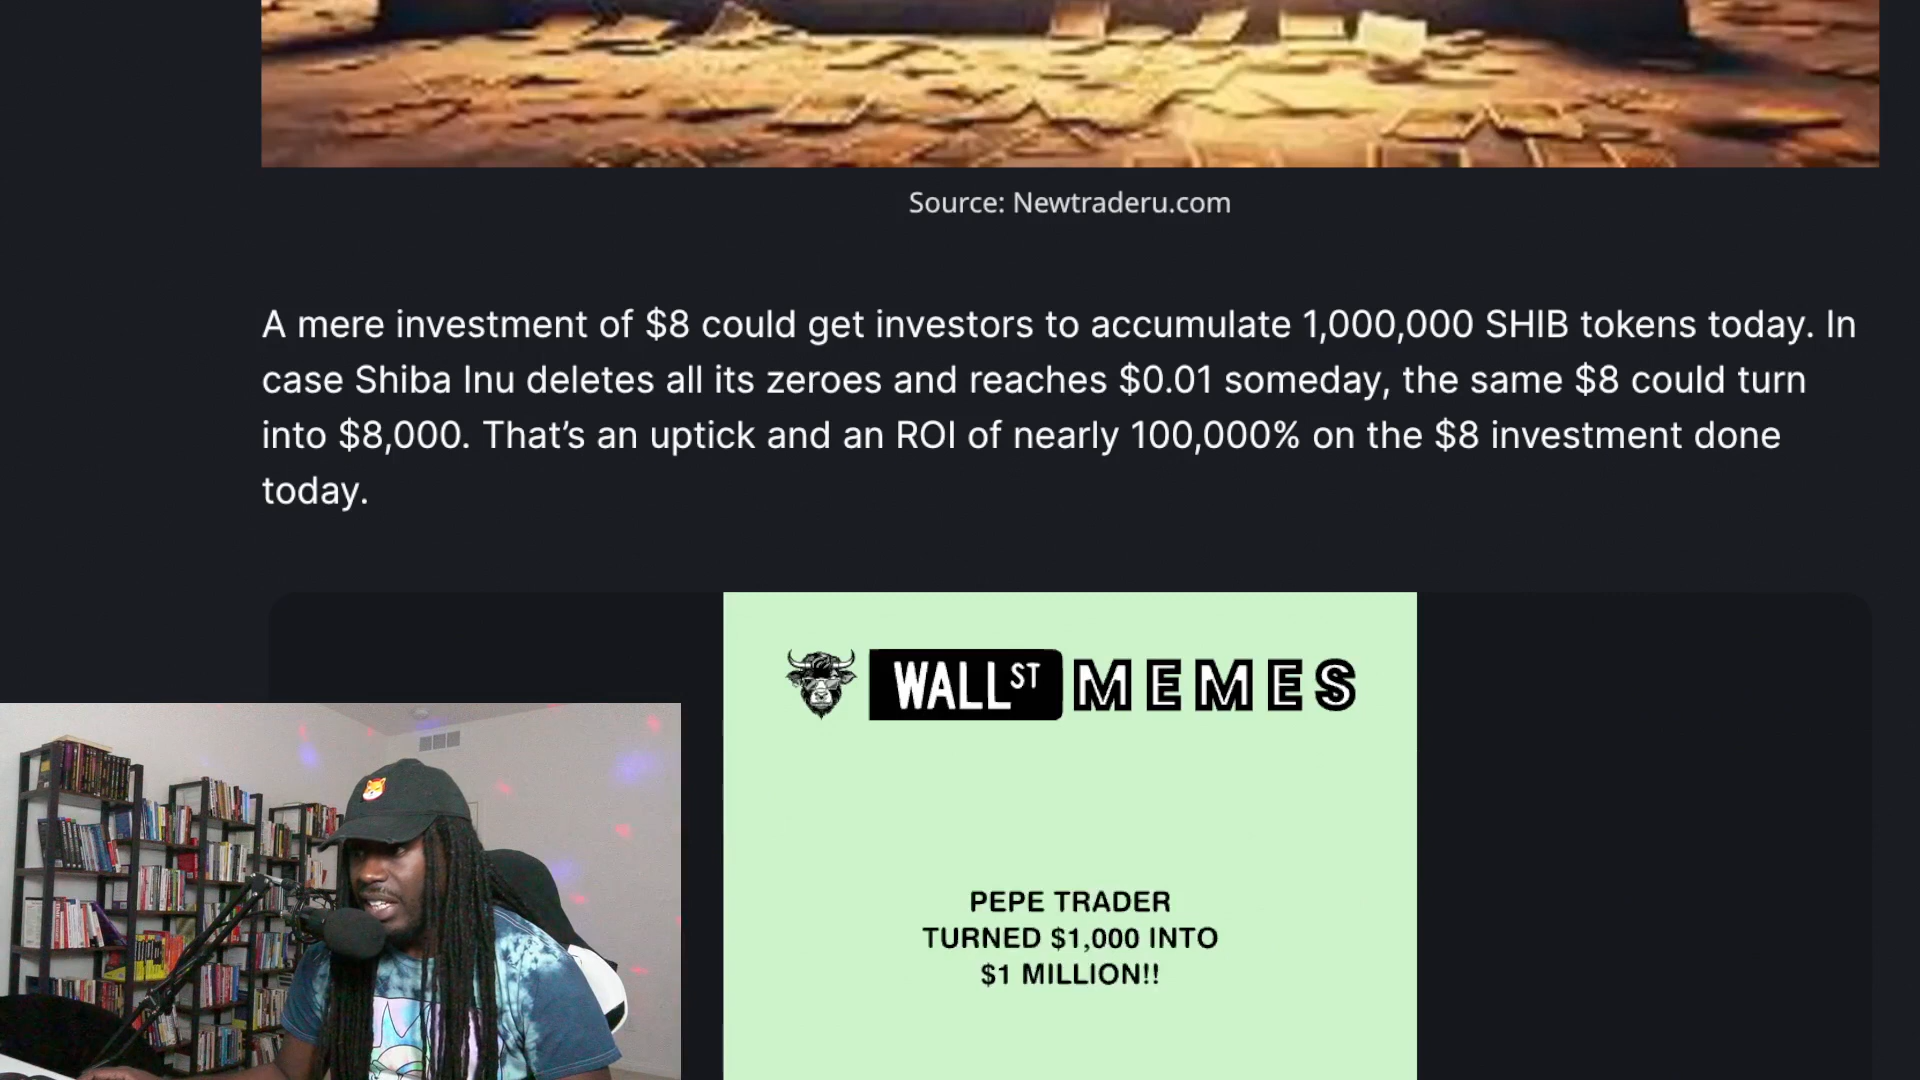 Source: Newtraderu.com
A mere investment of $8 could get investors to accumulate 1,000,000 SHIB tokens today. In
case Shiba Inu deletes all its zeroes and reaches $0.01 someday, the same $8 could turn
into $8,000. That’s an uptick and an ROI of nearly 100,000% on the $8 investment done
today.
WALL ST MEMES
PEPE TRADER
TURNED $1,000 INTO
$1 MILLION!!